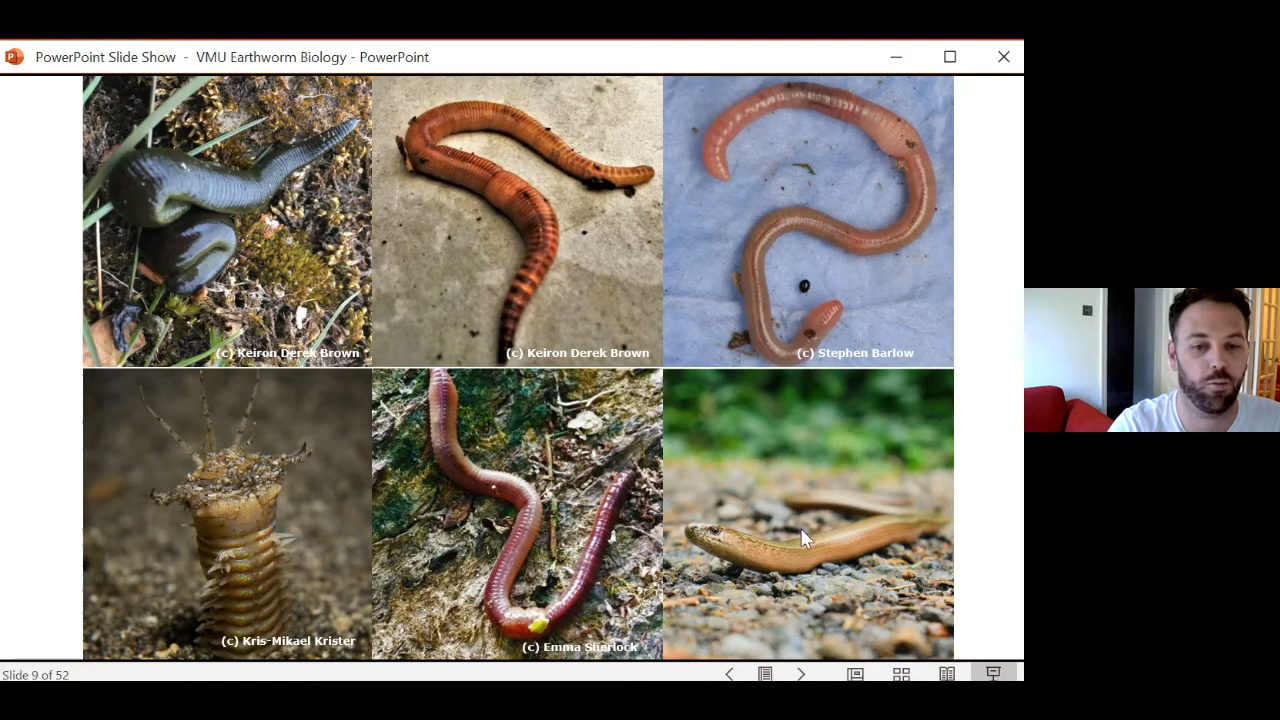 PowerPoint Slide Show - VMU Earthworm Biology - PowerPoint
(c) Keiron Derek Brown
(c) Keiron Derek Brown
(c) Stephen Barlow
(c) Kris-Mikael Krister
(c) Emma Sherlock
Slide 9 of 52